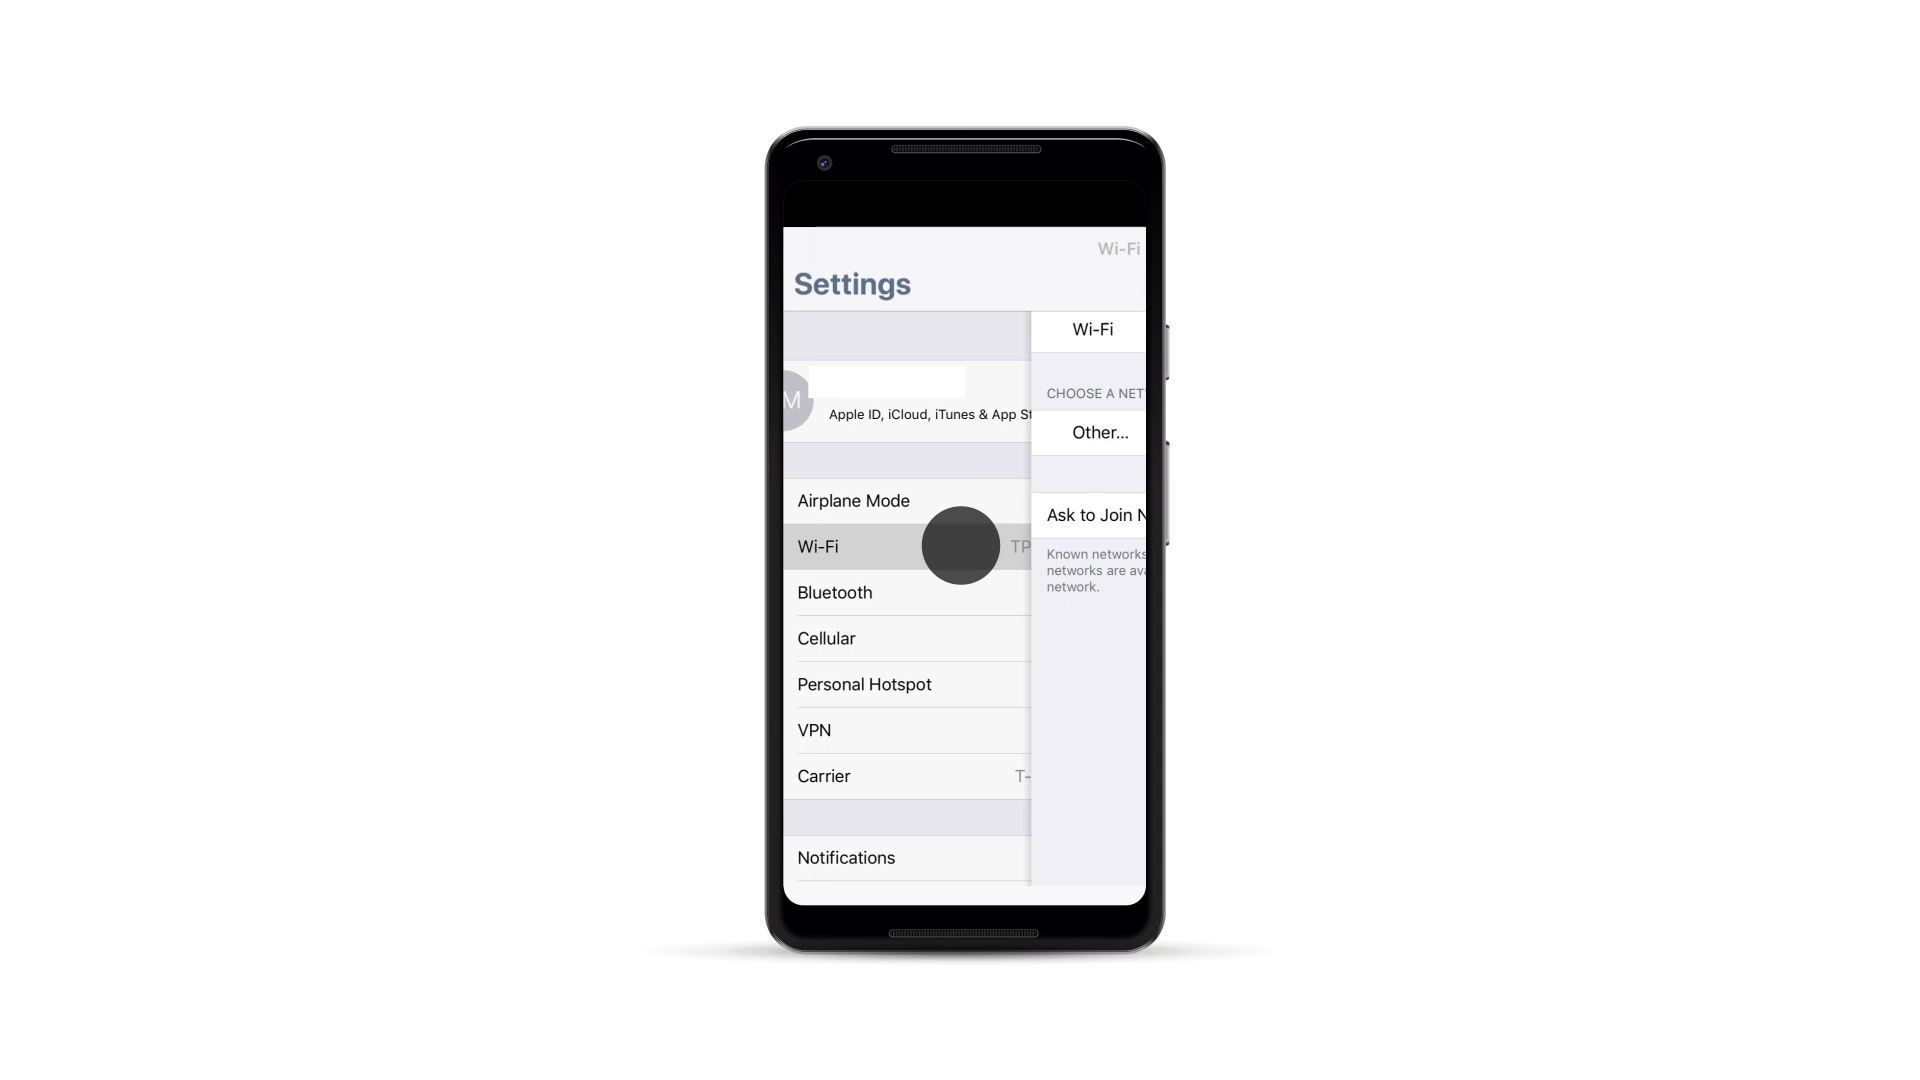 Wi-Fi
Settings
Wi-Fi
M
Apple ID, iCloud, iTunes & App St
CHOOSE A NET
Other...
Airplane Mode
Ask to Join N
Wi-Fi
TP
Known networks
networks are ava
network.
Bluetooth
Cellular
Personal Hotspot
VPN
Carrier
T-
Notifications